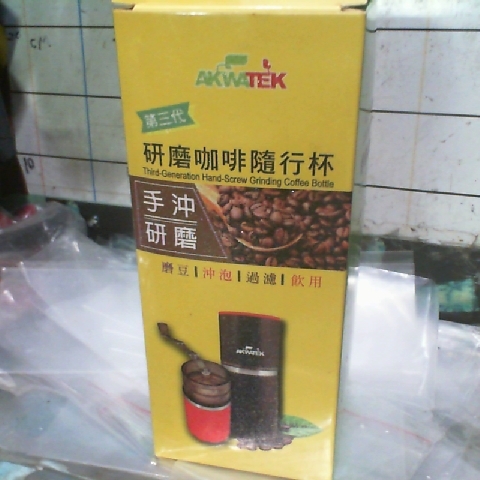 AKWATEK
第三代
研磨咖啡隨行杯
Third-Generation Hand-Screw Grinding Coffee Bottle
手沖
研磨
磨豆 | 沖泡 | 過濾 | 飲用
AKWATEK